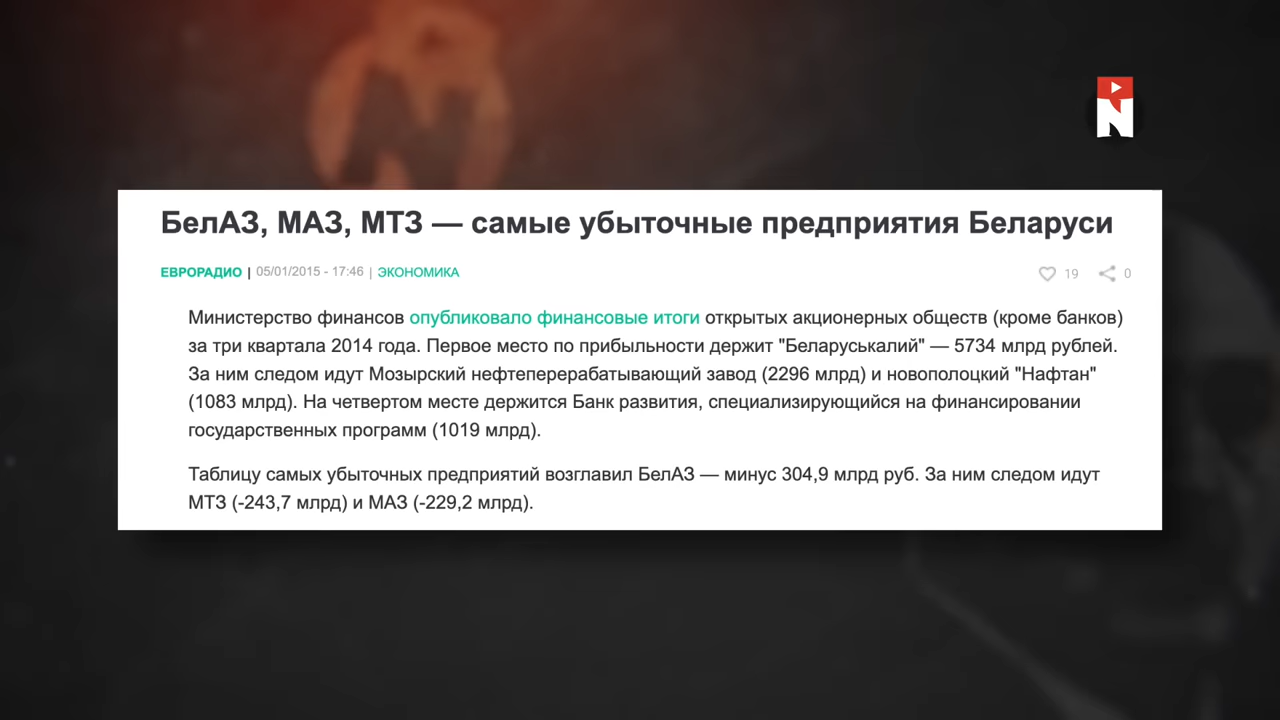 БелАЗ, МАЗ, МТЗ — самые убыточные предприятия Беларуси
ЕВРОРАДИО | 05/01/2015 - 17:46 | ЭКОНОМИКА 19 0
Министерство финансов опубликовало финансовые итоги открытых акционерных обществ (кроме банков)
за три квартала 2014 года. Первое место по прибыльности держит "Беларуськалий" — 5734 млрд рублей.
За ним следом идут Мозырский нефтеперерабатывающий завод (2296 млрд) и новополоцкий "Нафтан"
(1083 млрд). На четвертом месте держится Банк развития, специализирующийся на финансировании
государственных программ (1019 млрд).
Таблицу самых убыточных предприятий возглавил БелАЗ — минус 304,9 млрд руб. За ним следом идут
МТЗ (-243,7 млрд) и МАЗ (-229,2 млрд).